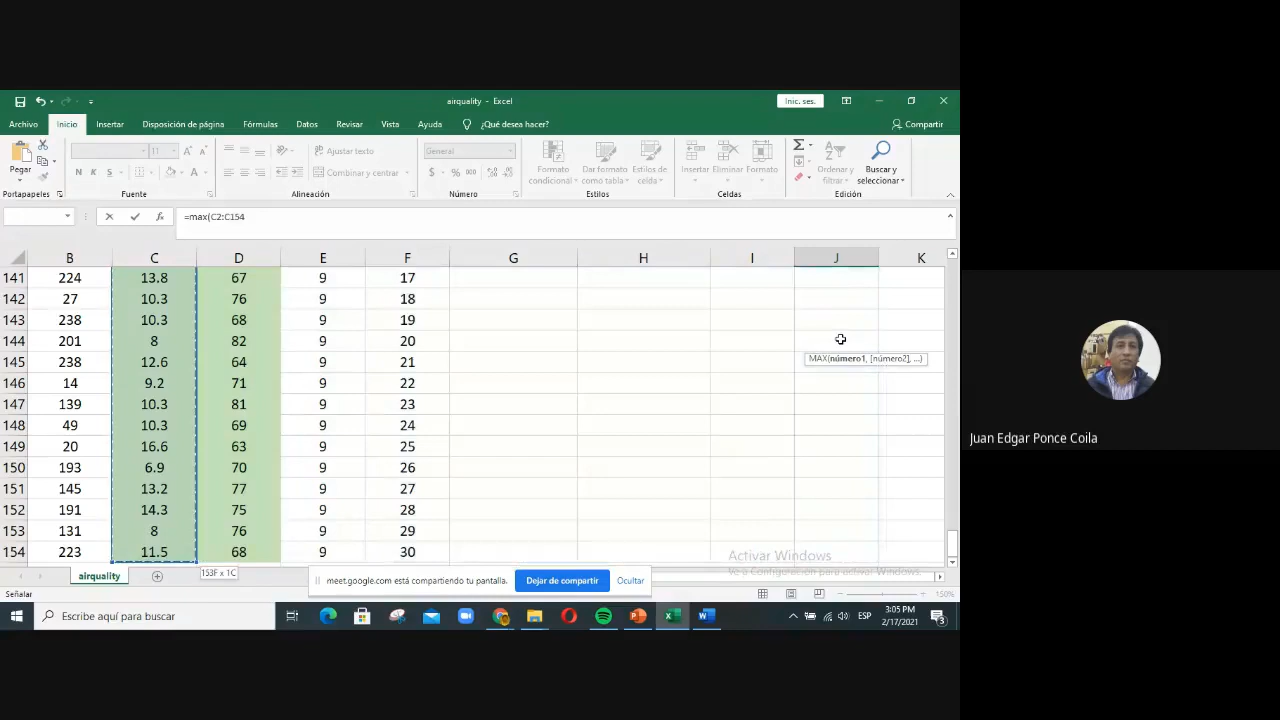 airquality - Excel
Inic. ses.
Archivo Inicio Insertar Disposición de página Fórmulas Datos Revisar Vista Ayuda ¿Qué desea hacer? Compartir
Pegar
11 Ajustar texto General
N K S Combinar y centrar $ % 000
Formato condicional Dar formato como tabla Estilos de celda Insertar Eliminar Formato Ordenar y filtrar Buscar y seleccionar
Portapapeles Fuente Alineación Número Estilos Celdas Edición
fx =max(C2:C154
B C D E F G H I J K
141 224 13.8 67 9 17
142 27 10.3 76 9 18
143 238 10.3 68 9 19
144 201 8 82 9 20
145 238 12.6 64 9 21
MAX(número1, [número2], ...)
146 14 9.2 71 9 22
147 139 10.3 81 9 23
148 49 10.3 69 9 24
149 20 16.6 63 9 25
150 193 6.9 70 9 26
151 145 13.2 77 9 27
152 191 14.3 75 9 28
153 131 8 76 9 29
154 223 11.5 68 9 30
Activar Windows
Ve a Configuración para activar Windows.
airquality
153F x 1C
meet.google.com está compartiendo tu pantalla. Dejar de compartir Ocultar
Señalar
150%
Escribe aquí para buscar
ESP
3:05 PM
2/17/2021
3
Juan Edgar Ponce Coila